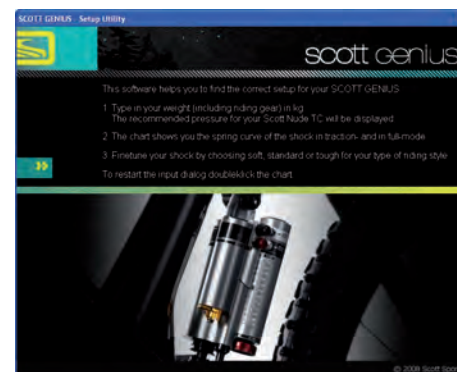 SCOTT GENIUS - Setup Utility
scott genius
This software helps you to find the correct setup for your SCOTT GENIUS
1 Type in your weight (including riding gear) in kg
The recommended pressure for your Scott Nude TC will be displayed
2 The chart shows you the spring curve of the shock in traction- and in full-mode
3 Finetune your shock by choosing soft, standard or tough for your type of riding style
To restart the input dialog doubleklick the chart
© 2008 Scott